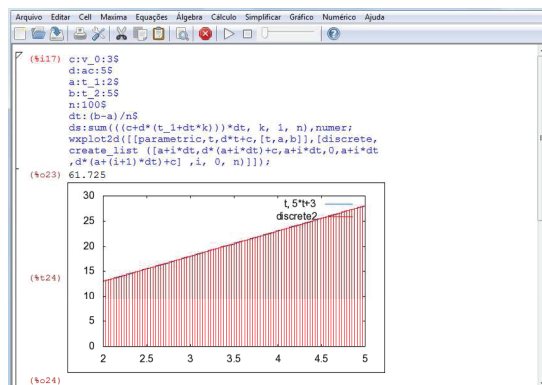 Arquivo Editar Cell Maxima Equações Álgebra Cálculo Simplificar Gráfico Numérico Ajuda
(%i17) c:v_0:3$
d:ac:5$
a:t_1:2$
b:t_2:5$
n:100$
dt:(b-a)/n$
ds:sum(((c+d*(t_1+dt*k)))*dt, k, 1, n),numer;
wxplot2d([[parametric,t,d*t+c,[t,a,b]],[discrete,
create_list ([a+i*dt,d*(a+i*dt)+c,a+i*dt,0,a+i*dt
,d*(a+(i+1)*dt)+c] ,i, 0, n)]]);
(%o23) 61.725
(%t24)
30
25
20
15
10
5
0
t, 5*t+3
discrete2
2 2.5 3 3.5 4 4.5 5
(%o24)